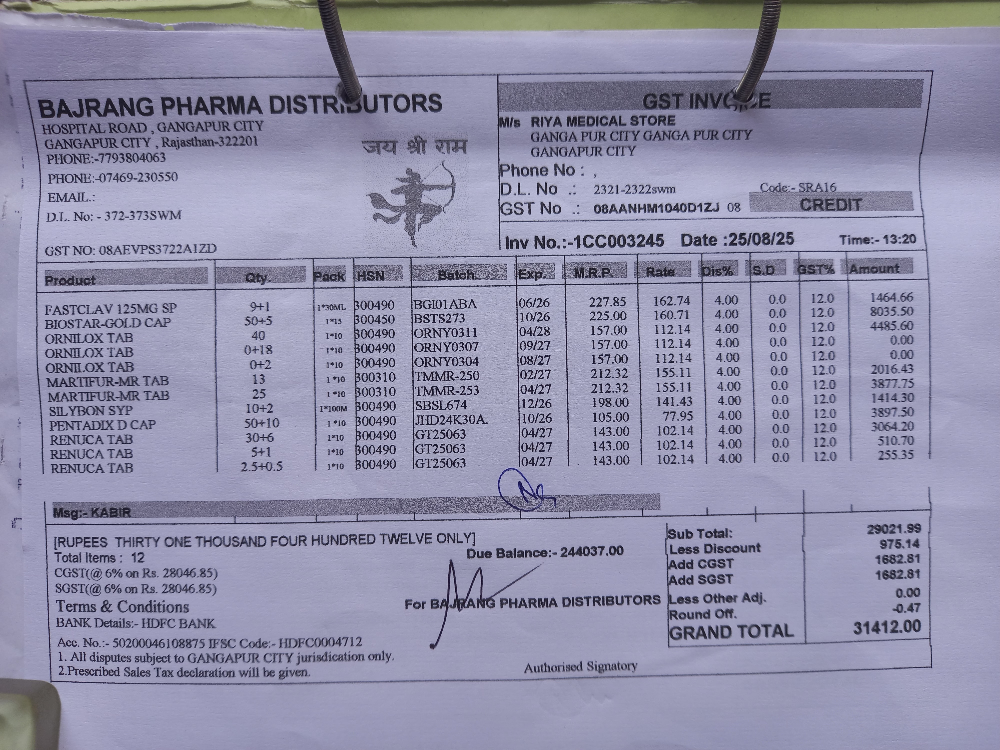 BAJRANG PHARMA DISTRIBUTORS
HOSPITAL ROAD , GANGAPUR CITY
GANGAPUR CITY , Rajasthan-322201
PHONE:-7793804063
PHONE:-07469-230550
EMAIL.:
D.L. No: - 372-373SWM
GST NO: 08AEVPS3722A1ZD
जय श्री राम
GST INVOICE
M/s RIYA MEDICAL STORE
GANGA PUR CITY GANGA PUR CITY
GANGAPUR CITY
Phone No : ,
D.L. No .: 2321-2322swm Code:- SRA16
GST No .: 08AANHM1040D1ZJ 08 CREDIT
Inv No.:-1CC003245 Date :25/08/25 Time:- 13:20
Product Qty. Pack HSN Batch. Exp. M.R.P. Rate Dis% S.D GST% Amount
FASTCLAV 125MG SP 9+1 1*30ML 300490 BGI01ABA 06/26 227.85 162.74 4.00 0.0 12.0 1464.66
BIOSTAR-GOLD CAP 50+5 1*15 300450 BSTS273 10/26 225.00 160.71 4.00 0.0 12.0 8035.50
ORNILOX TAB 40 1*10 300490 ORNY0311 04/28 157.00 112.14 4.00 0.0 12.0 4485.60
ORNILOX TAB 0+18 1*10 300490 ORNY0307 09/27 157.00 112.14 4.00 0.0 12.0 0.00
ORNILOX TAB 0+2 1*10 300490 ORNY0304 08/27 157.00 112.14 4.00 0.0 12.0 0.00
MARTIFUR-MR TAB 13 1*10 300310 TMMR-250 02/27 212.32 155.11 4.00 0.0 12.0 2016.43
MARTIFUR-MR TAB 25 1*10 300310 TMMR-253 04/27 212.32 155.11 4.00 0.0 12.0 3877.75
SILYBON SYP 10+2 1*100M 300490 SBSL674 12/26 198.00 141.43 4.00 0.0 12.0 1414.30
PENTADIX D CAP 50+10 1*10 300490 JHD24K30A. 10/26 105.00 77.95 4.00 0.0 12.0 3897.50
RENUCA TAB 30+6 1*10 300490 GT25063 04/27 143.00 102.14 4.00 0.0 12.0 3064.20
RENUCA TAB 5+1 1*10 300490 GT25063 04/27 143.00 102.14 4.00 0.0 12.0 510.70
RENUCA TAB 2.5+0.5 1*10 300490 GT25063 04/27 143.00 102.14 4.00 0.0 12.0 255.35
Msg:- KABIR
[RUPEES THIRTY ONE THOUSAND FOUR HUNDRED TWELVE ONLY]
Total Items : 12 Due Balance:- 244037.00
CGST(@ 6% on Rs. 28046.85)
SGST(@ 6% on Rs. 28046.85)
Terms & Conditions For BAJRANG PHARMA DISTRIBUTORS
BANK Details:- HDFC BANK
Acc. No.:- 50200046108875 IFSC Code:- HDFC0004712
1. All disputes subject to GANGAPUR CITY jurisdication only.
2.Prescribed Sales Tax declaration will be given.
Authorised Signatory
Sub Total: 29021.99
Less Discount 975.14
Add CGST 1682.81
Add SGST 1682.81
Less Other Adj. 0.00
Round Off. -0.47
GRAND TOTAL 31412.00